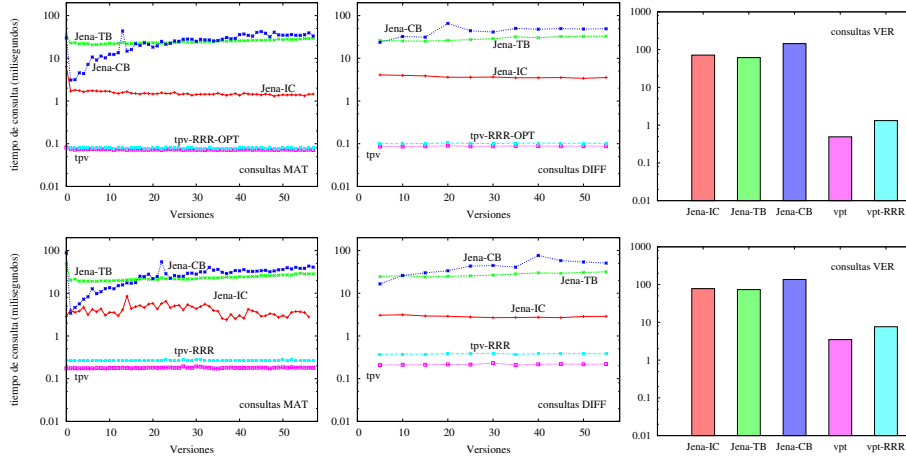 100
10
1
0.1
0.01
0 10 20 30 40 50
tiempo de consulta (milisegundos)
Versiones
Jena-TB
Jena-CB
Jena-IC
tpv-RRR-OPT
tpv
consultas MAT
100
10
1
0.1
0.01
0 10 20 30 40 50
Versiones
Jena-CB
Jena-TB
Jena-IC
tpv-RRR-OPT
tpv
consultas DIFF
1000
100
10
1
0.1
0.01
consultas VER
Jena-IC Jena-TB Jena-CB vpt vpt-RRR
100
10
1
0.1
0.01
0 10 20 30 40 50
tiempo de consulta (milisegundos)
Versiones
Jena-TB
Jena-CB
Jena-IC
tpv-RRR
tpv
consultas MAT
100
10
1
0.1
0.01
0 10 20 30 40 50
Versiones
Jena-CB
Jena-TB
Jena-IC
tpv-RRR
tpv
consultas DIFF
1000
100
10
1
0.1
0.01
consultas VER
Jena-IC Jena-TB Jena-CB vpt vpt-RRR